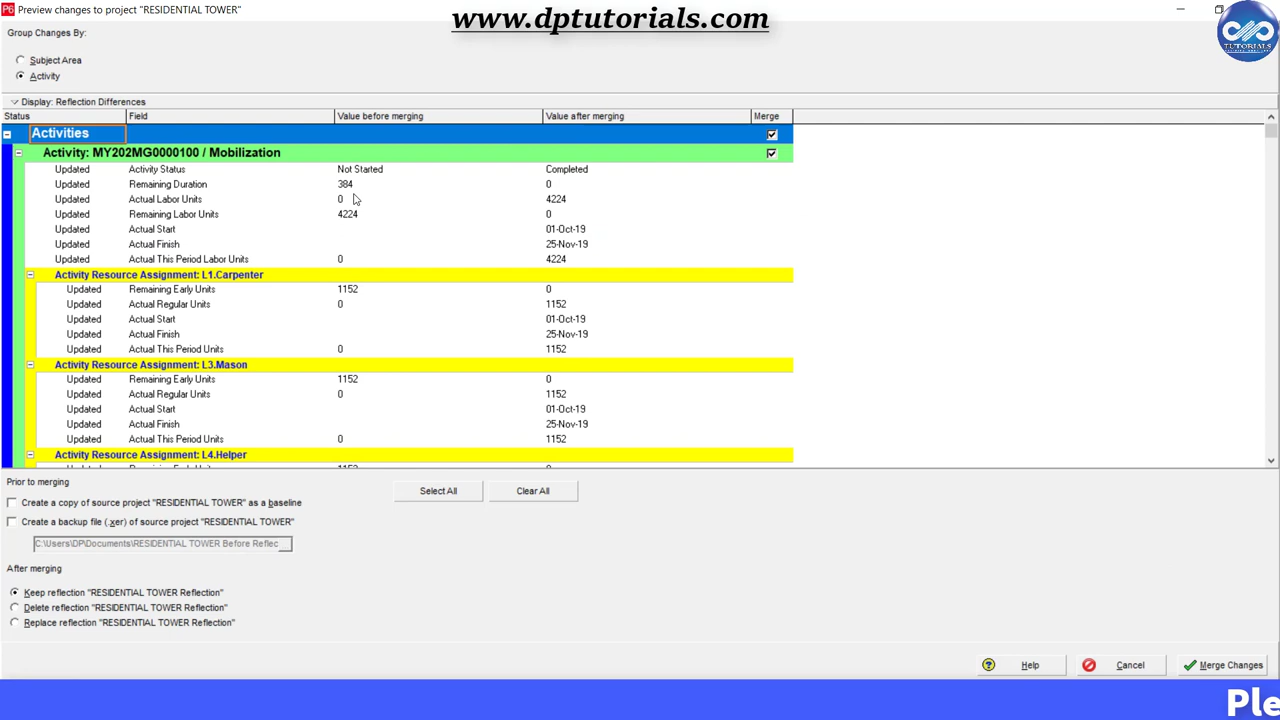 P6 Preview changes to project "RESIDENTIAL TOWER"
www.dptutorials.com
TUTORIALS
Group Changes By:
Subject Area
Activity
Display: Reflection Differences
Status Field Value before merging Value after merging Merge
Activities
Activity: MY202MG0000100 / Mobilization
Updated Activity Status Not Started Completed
Updated Remaining Duration 384 0
Updated Actual Labor Units 0 4224
Updated Remaining Labor Units 4224 0
Updated Actual Start 01-Oct-19
Updated Actual Finish 25-Nov-19
Updated Actual This Period Labor Units 0 4224
Activity Resource Assignment: L1.Carpenter
Updated Remaining Early Units 1152 0
Updated Actual Regular Units 0 1152
Updated Actual Start 01-Oct-19
Updated Actual Finish 25-Nov-19
Updated Actual This Period Units 0 1152
Activity Resource Assignment: L3.Mason
Updated Remaining Early Units 1152 0
Updated Actual Regular Units 0 1152
Updated Actual Start 01-Oct-19
Updated Actual Finish 25-Nov-19
Updated Actual This Period Units 0 1152
Activity Resource Assignment: L4.Helper
Prior to merging
Select All Clear All
Create a copy of source project "RESIDENTIAL TOWER" as a baseline
Create a backup file (.xer) of source project "RESIDENTIAL TOWER"
C:\Users\DP\Documents\RESIDENTIAL TOWER Before Reflec ...
After merging
Keep reflection "RESIDENTIAL TOWER Reflection"
Delete reflection "RESIDENTIAL TOWER Reflection"
Replace reflection "RESIDENTIAL TOWER Reflection"
Help Cancel Merge Changes
Ple